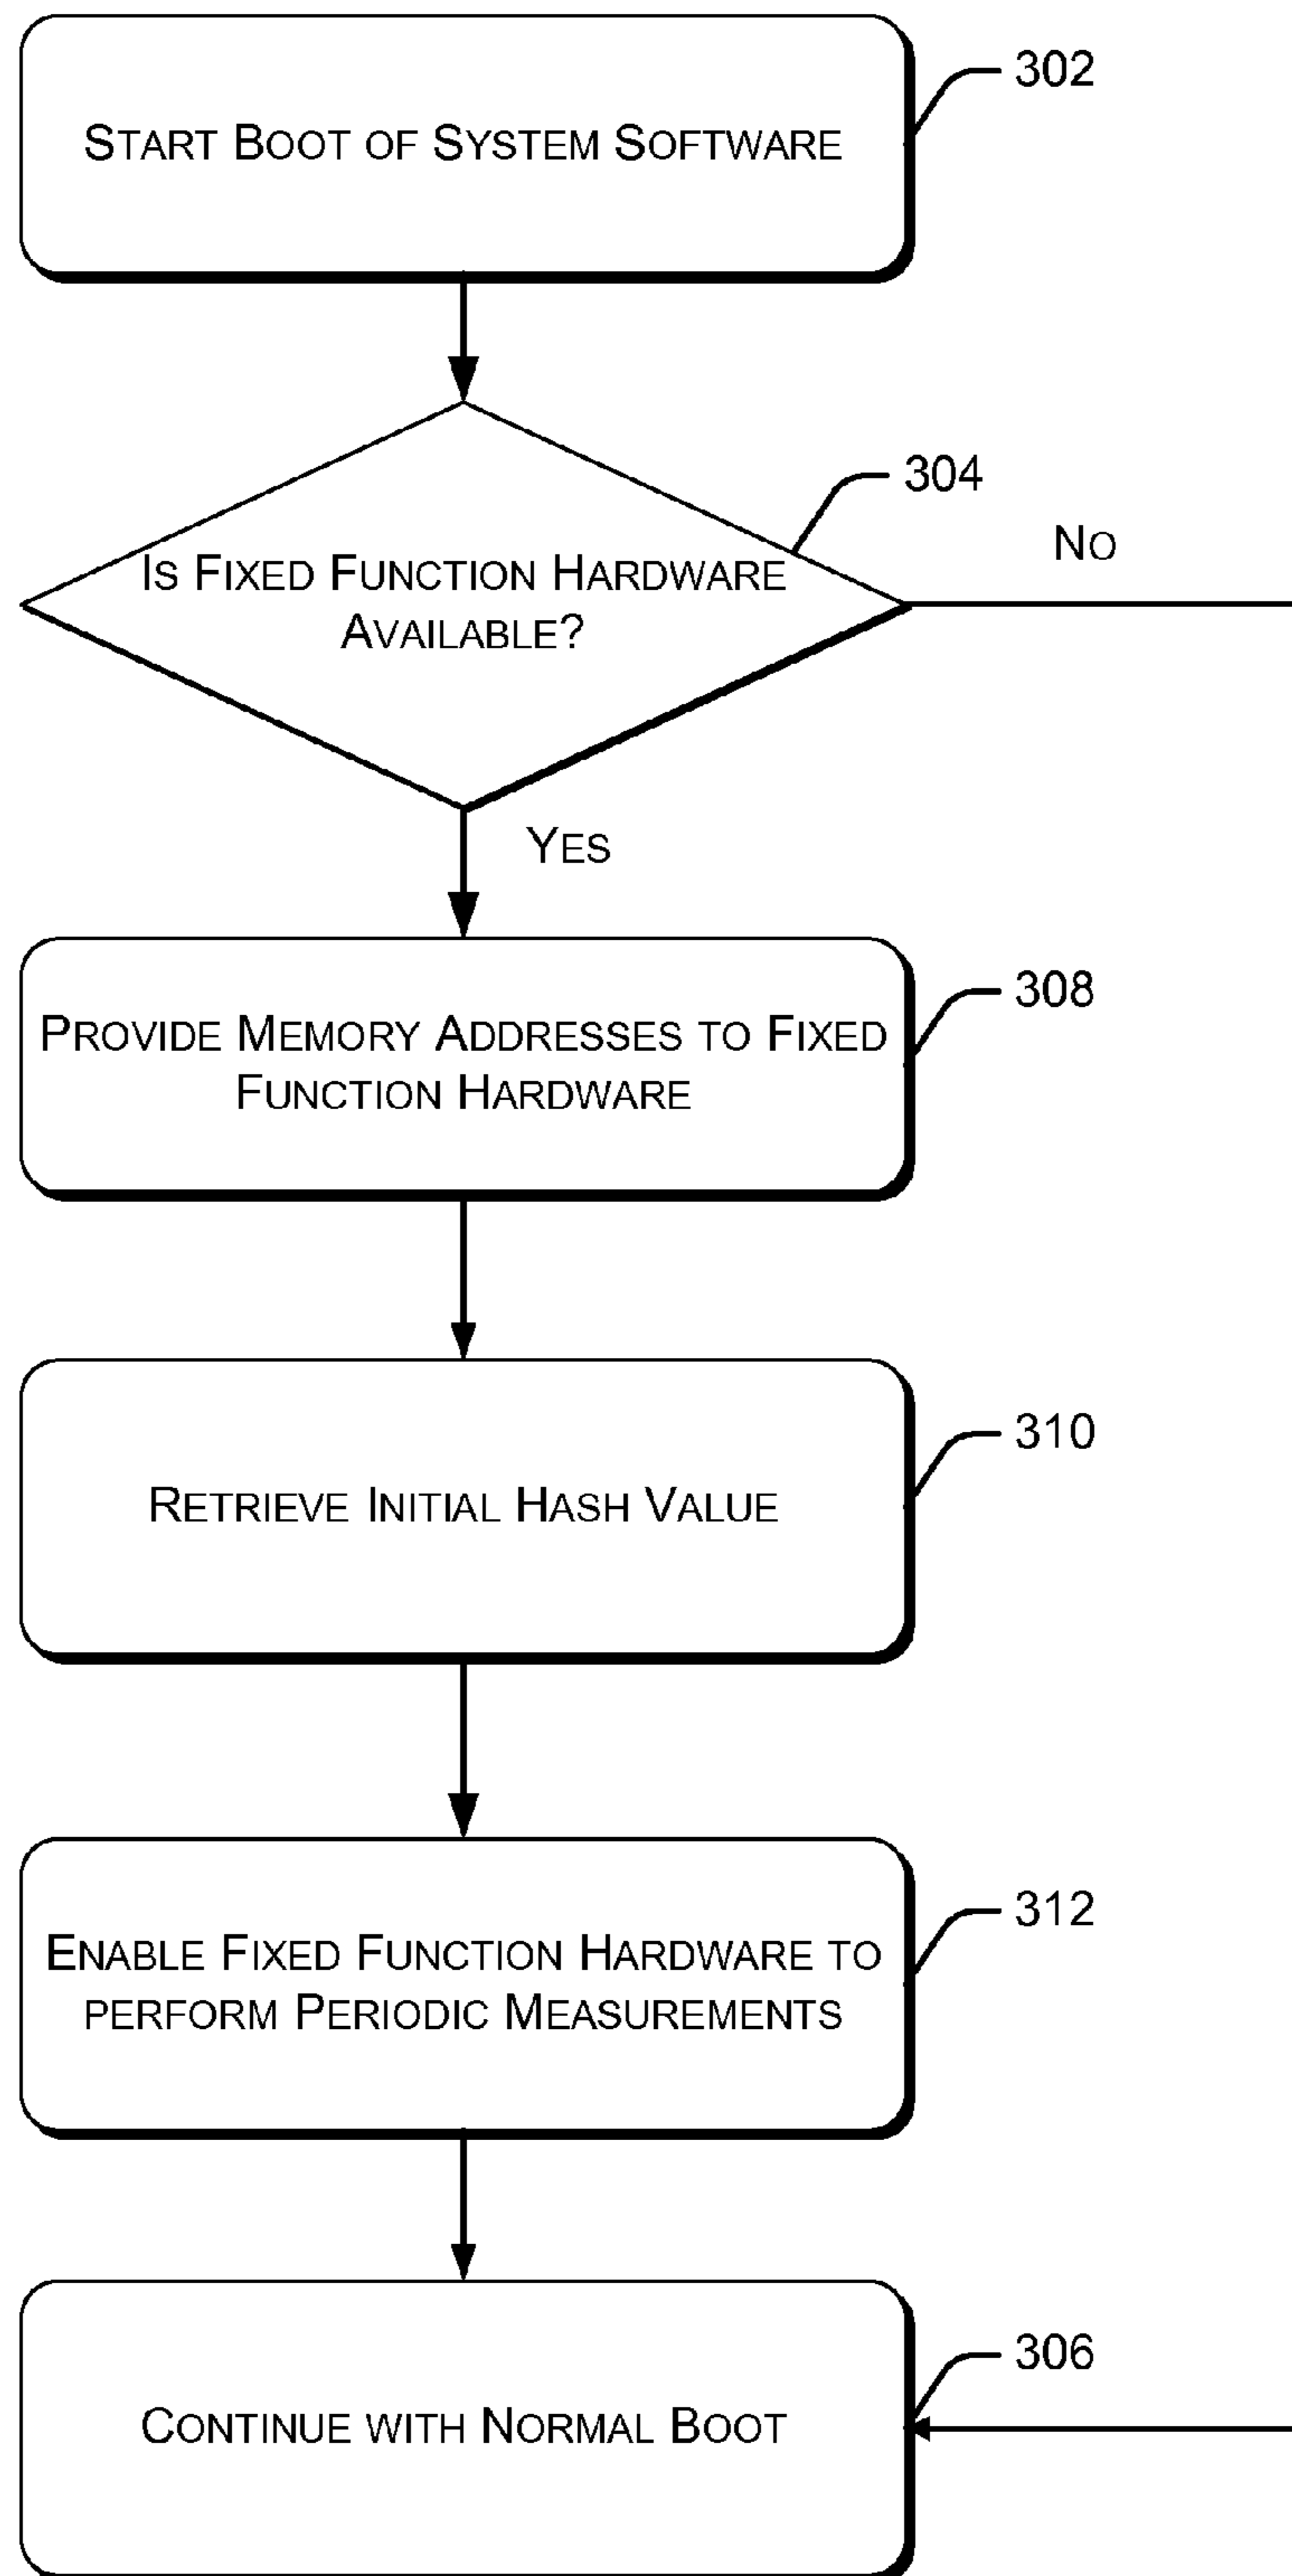 START BOOT OF SYSTEM SOFTWARE
302
IS FIXED FUNCTION HARDWARE
AVAILABLE?
304
NO
YES
PROVIDE MEMORY ADDRESSES TO FIXED
FUNCTION HARDWARE
308
RETRIEVE INITIAL HASH VALUE
310
ENABLE FIXED FUNCTION HARDWARE TO
PERFORM PERIODIC MEASUREMENTS
312
CONTINUE WITH NORMAL BOOT
306